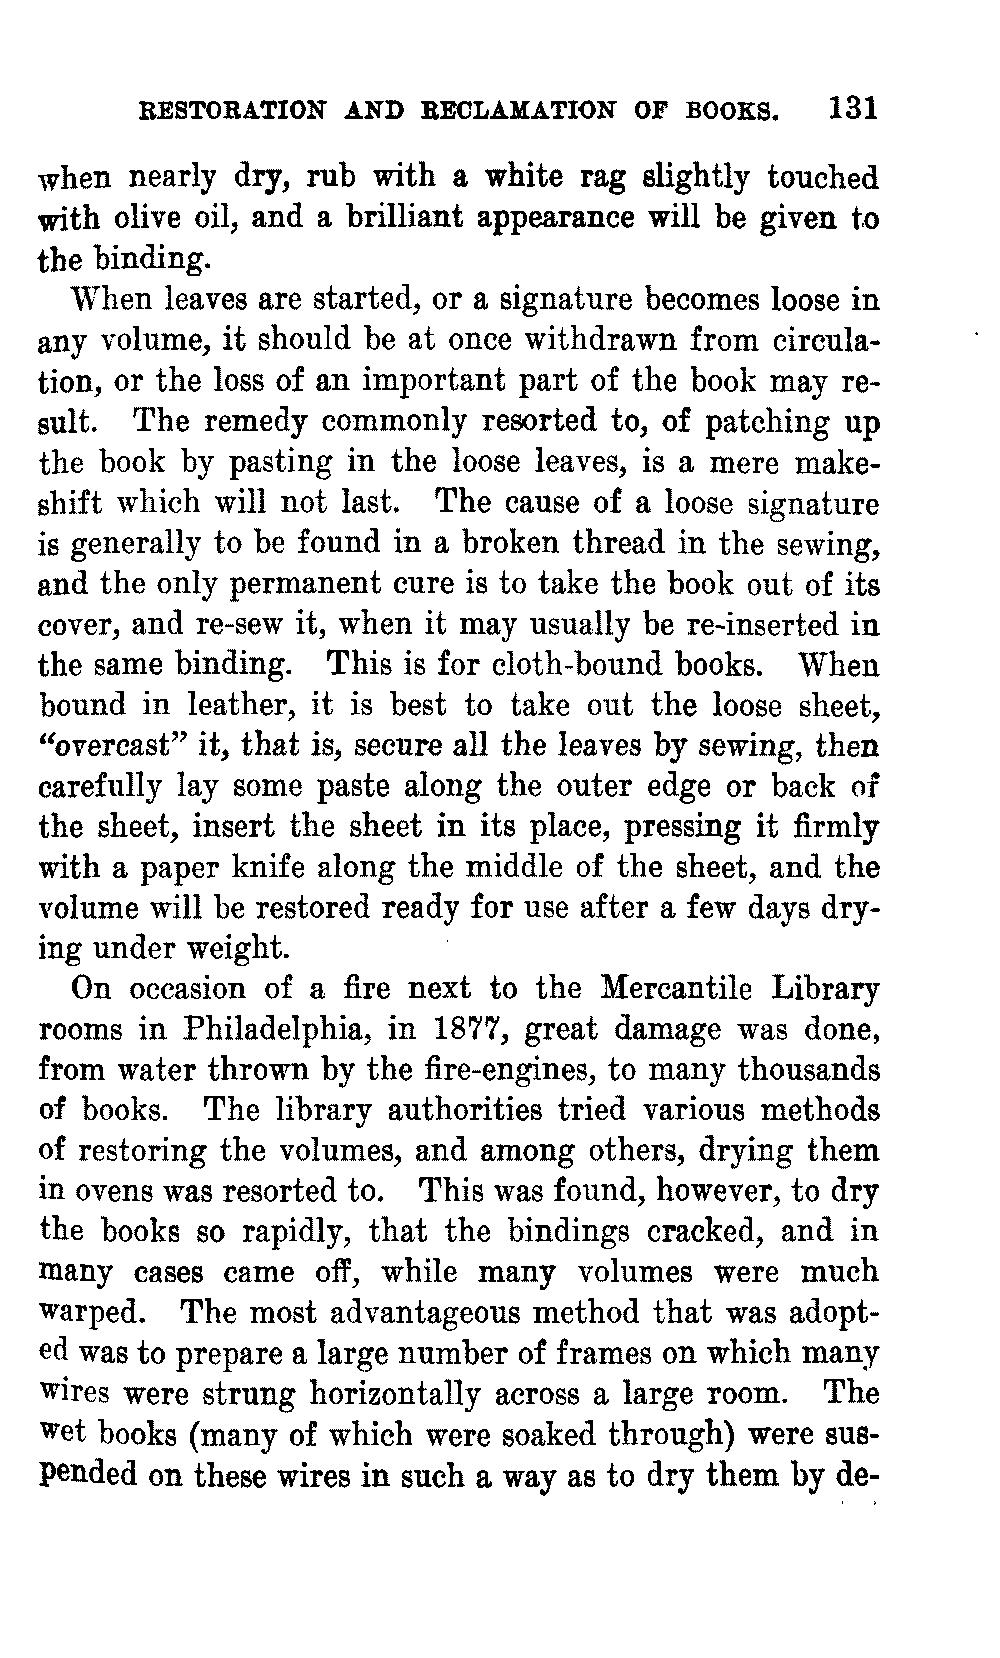 RESTORATION AND RECLAMATION OF BOOKS. 131
when nearly dry, rub with a white rag slightly touched
with olive oil, and a brilliant appearance will be given to
the binding.
When leaves are started, or a signature becomes loose in
any volume, it should be at once withdrawn from circula-
tion, or the loss of an important part of the book may re-
sult. The remedy commonly resorted to, of patching up
the book by pasting in the loose leaves, is a mere make-
shift which will not last. The cause of a loose signature
is generally to be found in a broken thread in the sewing,
and the only permanent cure is to take the book out of its
cover, and re-sew it, when it may usually be re-inserted in
the same binding. This is for cloth-bound books. When
bound in leather, it is best to take out the loose sheet,
“overcast” it, that is, secure all the leaves by sewing, then
carefully lay some paste along the outer edge or back of
the sheet, insert the sheet in its place, pressing it firmly
with a paper knife along the middle of the sheet, and the
volume will be restored ready for use after a few days dry-
ing under weight.
On occasion of a fire next to the Mercantile Library
rooms in Philadelphia, in 1877, great damage was done,
from water thrown by the fire-engines, to many thousands
of books. The library authorities tried various methods
of restoring the volumes, and among others, drying them
in ovens was resorted to. This was found, however, to dry
the books so rapidly, that the bindings cracked, and in
many cases came off, while many volumes were much
warped. The most advantageous method that was adopt-
ed was to prepare a large number of frames on which many
wires were strung horizontally across a large room. The
wet books (many of which were soaked through) were sus-
pended on these wires in such a way as to dry them by de-